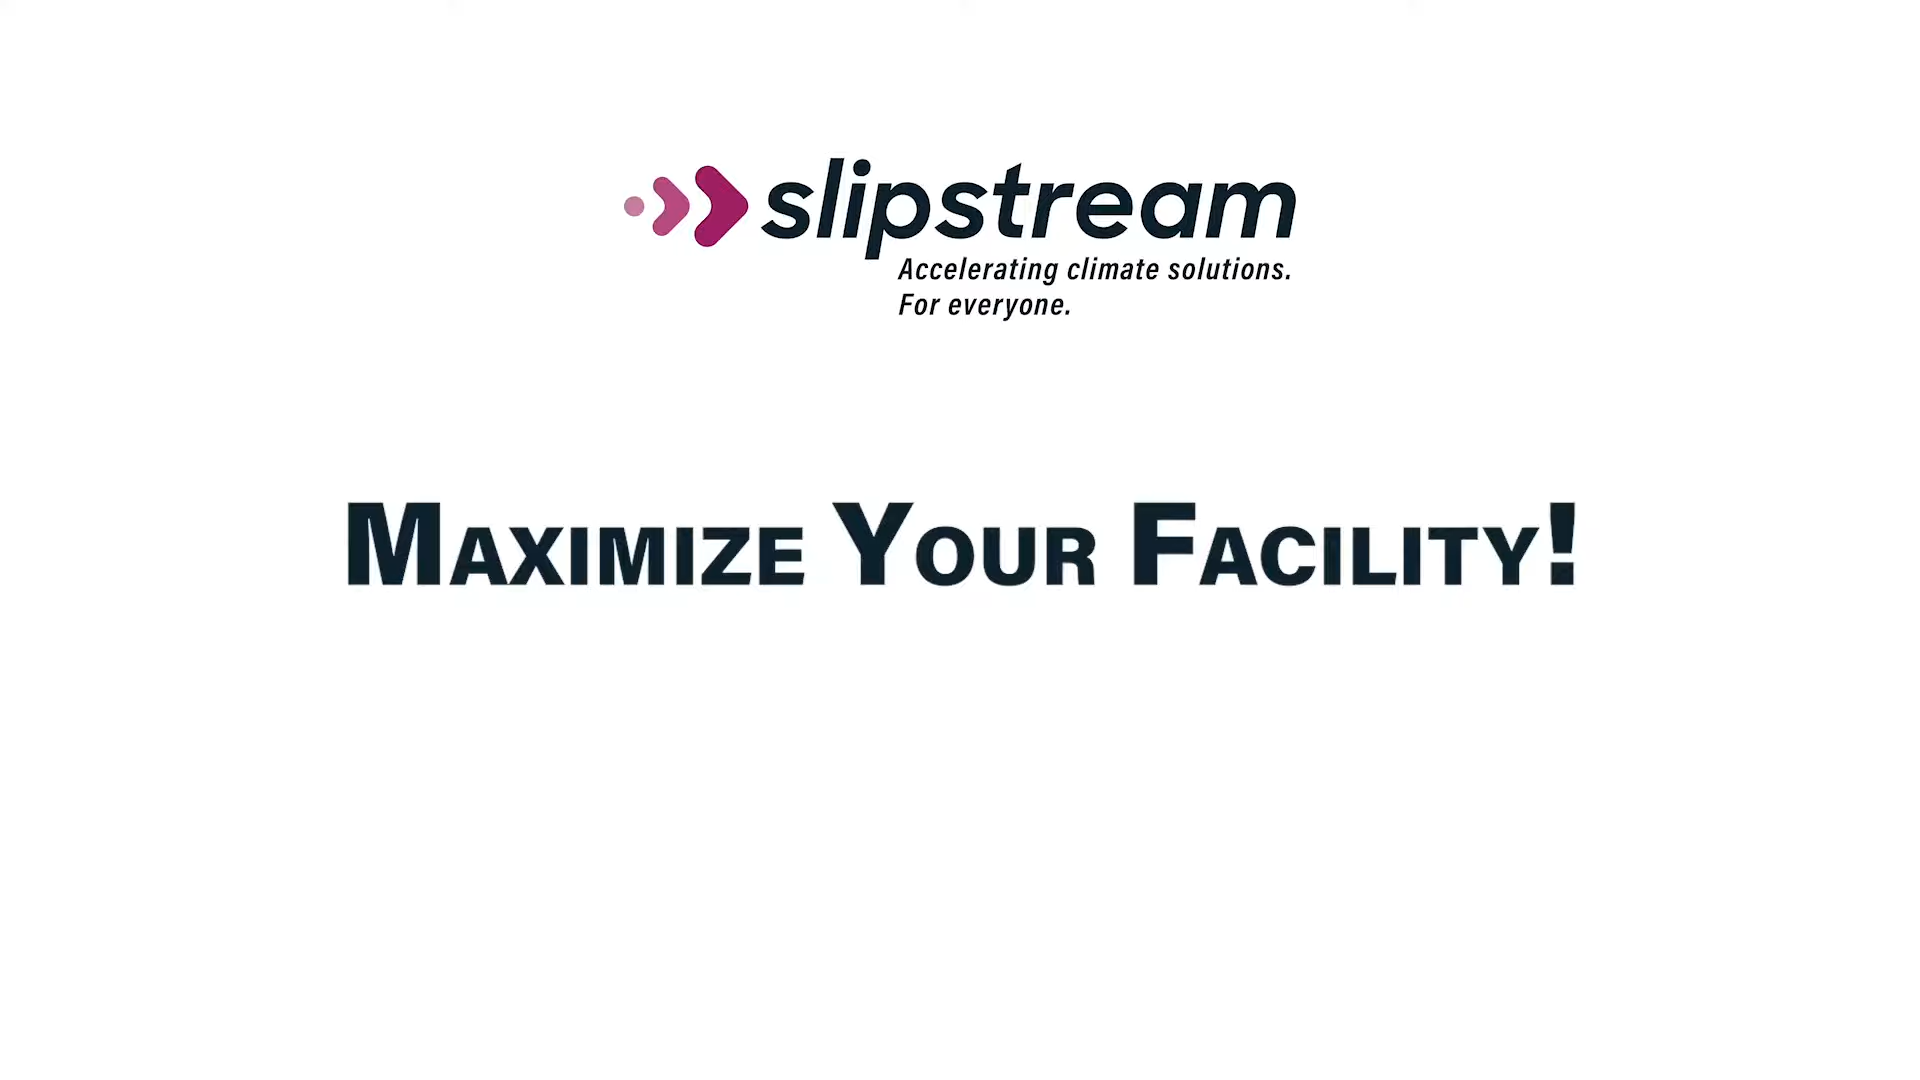 slipstream
Accelerating climate solutions.
For everyone.
Maximize Your Facility!